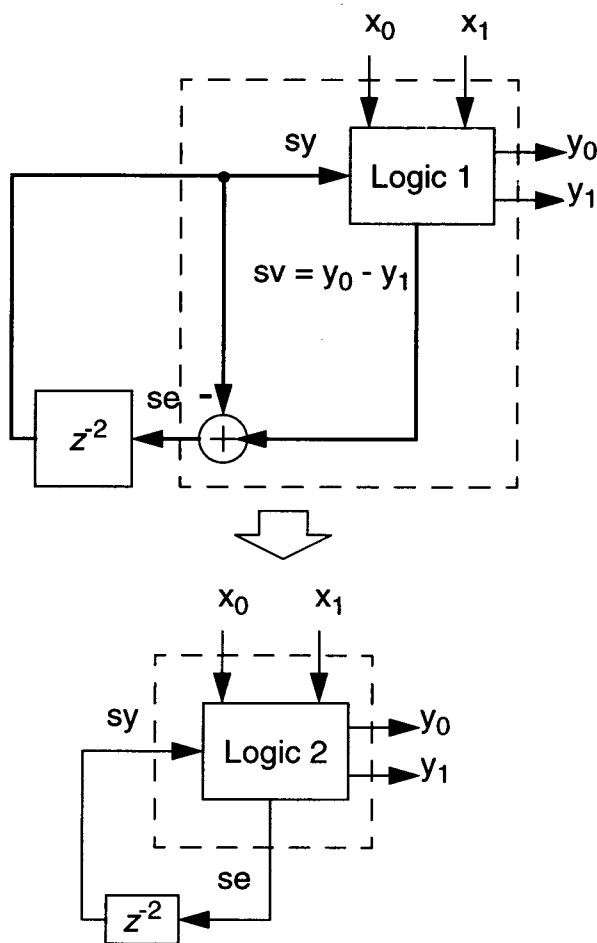 x₀ x₁
sy
Logic 1
y₀
y₁
sv = y₀ - y₁
se -
z⁻²
+
x₀ x₁
sy
Logic 2
y₀
y₁
se
z⁻²